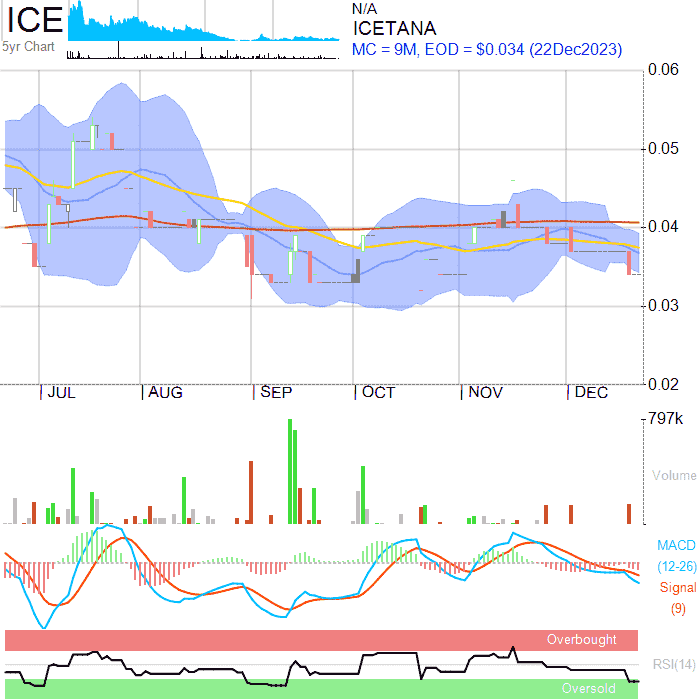 ICE
5yr Chart
N/A
ICETANA
MC = 9M, EOD = $0.034 (22Dec2023)
0.06
0.05
0.04
0.03
0.02
JUL AUG SEP OCT NOV DEC
797k
Volume
MACD
(12-26)
Signal
(9)
Overbought
RSI(14)
Oversold